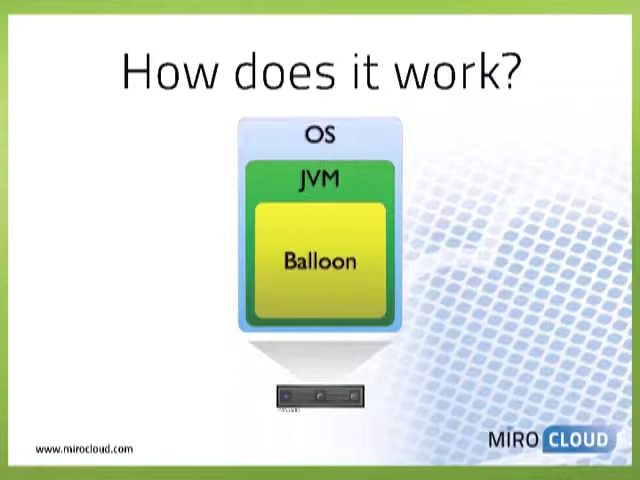 How does it work?
OS
JVM
Balloon
www.mirocloud.com
MIRO CLOUD